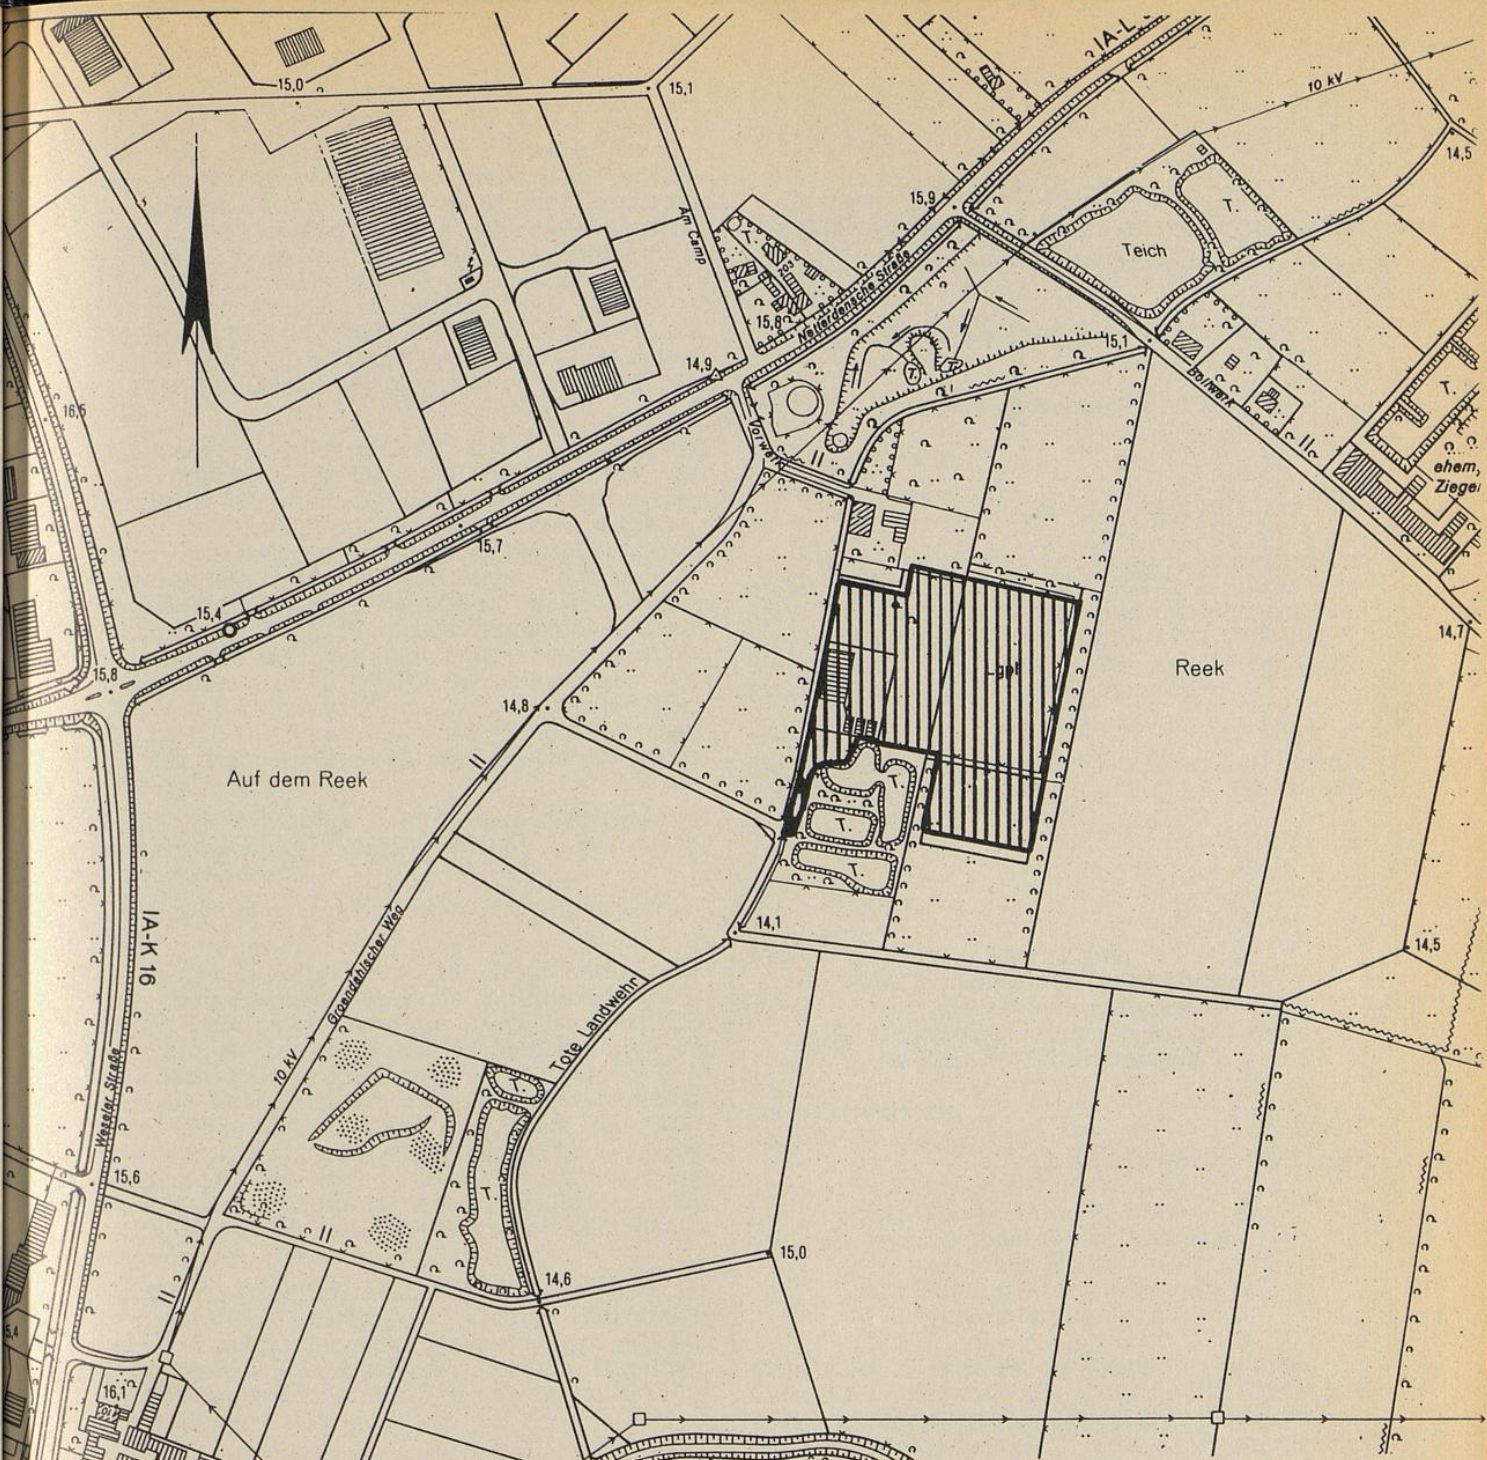 IA-L
10 kV
15,0
15,1
14,5
15,9
T.
Am Camp
T.
203
Teich
Netterdensche Straße
15,8
15,1
14,9
T.
T.
Bollwerk
T.
16,5
Vorwerk
ehem.
Ziegel
15,7
15,4
14,7
15,8
Reek
gpl
14,8
Auf dem Reek
T.
T.
T.
IA-K 16
14,1
14,5
Groendahlscher Weg
Tote Landwehr
10 kV
T.
Weseler Straße
15,6
T.
15,0
14,6
16,1